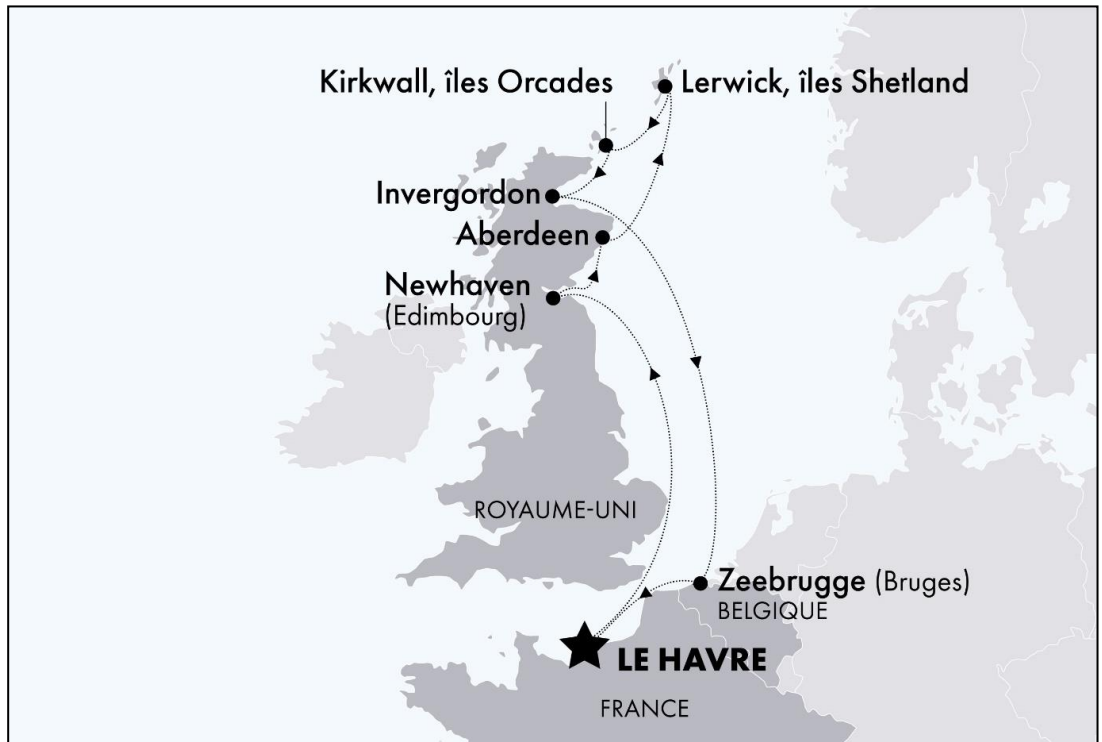 Kirkwall, îles Orcades
Lerwick, îles Shetland
Invergordon
Aberdeen
Newhaven
(Edimbourg)
ROYAUME-UNI
Zeebrugge (Bruges)
BELGIQUE
LE HAVRE
FRANCE